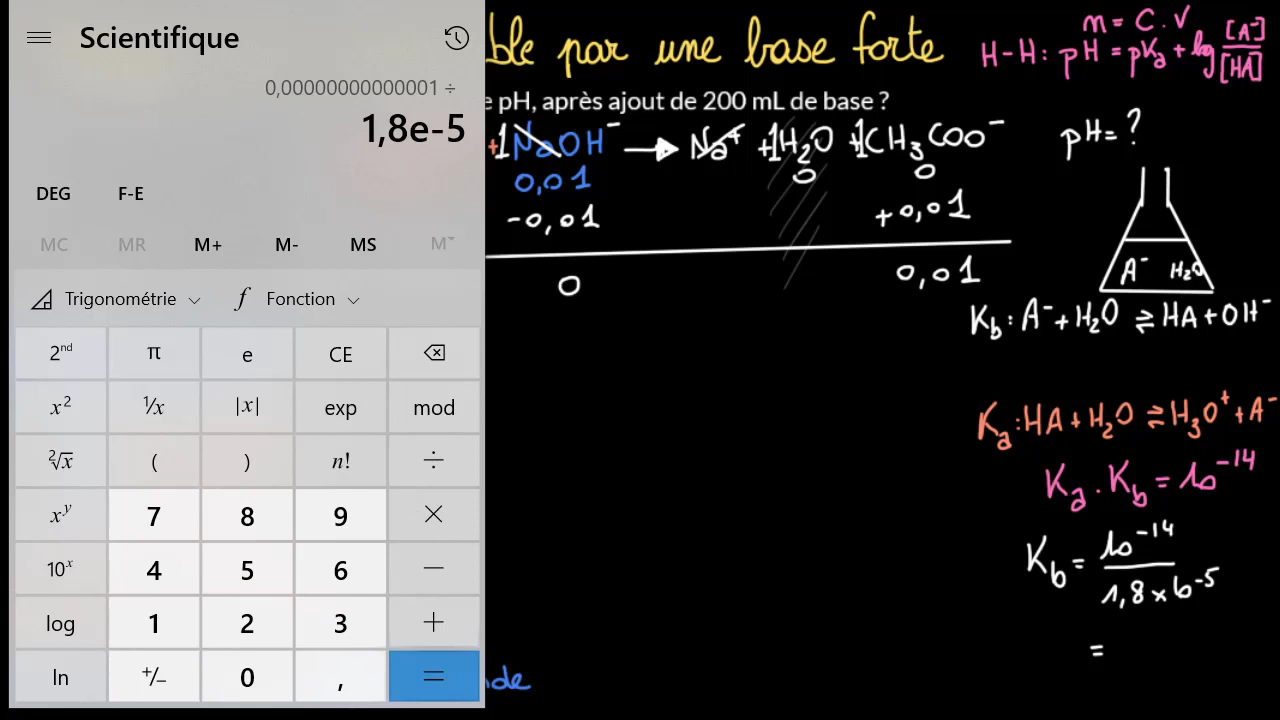 Scientifique
0,00000000000001 ÷
1,8e-5
DEG F-E
MC MR M+ M- MS M˅
Trigonométrie f Fonction
2ⁿᵈ π e CE
x² ¹/x |x| exp mod
²√x ( ) n! ÷
xʸ 7 8 9 ×
10ˣ 4 5 6 −
log 1 2 3 +
ln +/− 0 , =
ble par une base forte
e pH, après ajout de 200 mL de base ?
+1NaOH⁻ → Na⁺ +1H₂O +1CH₃COO⁻
0,01 0 0
-0,01 +0,01
0 0,01
nde
m = C.V
H-H: pH = pKa + log [A⁻]/[HA]
pH = ?
A⁻ H₂O
Kb: A⁻ + H₂O ⇌ HA + OH⁻
Ka: HA + H₂O ⇌ H₃O⁺ + A⁻
Ka . Kb = 10⁻¹⁴
Kb = 10⁻¹⁴ / 1,8 × 10⁻⁵
=